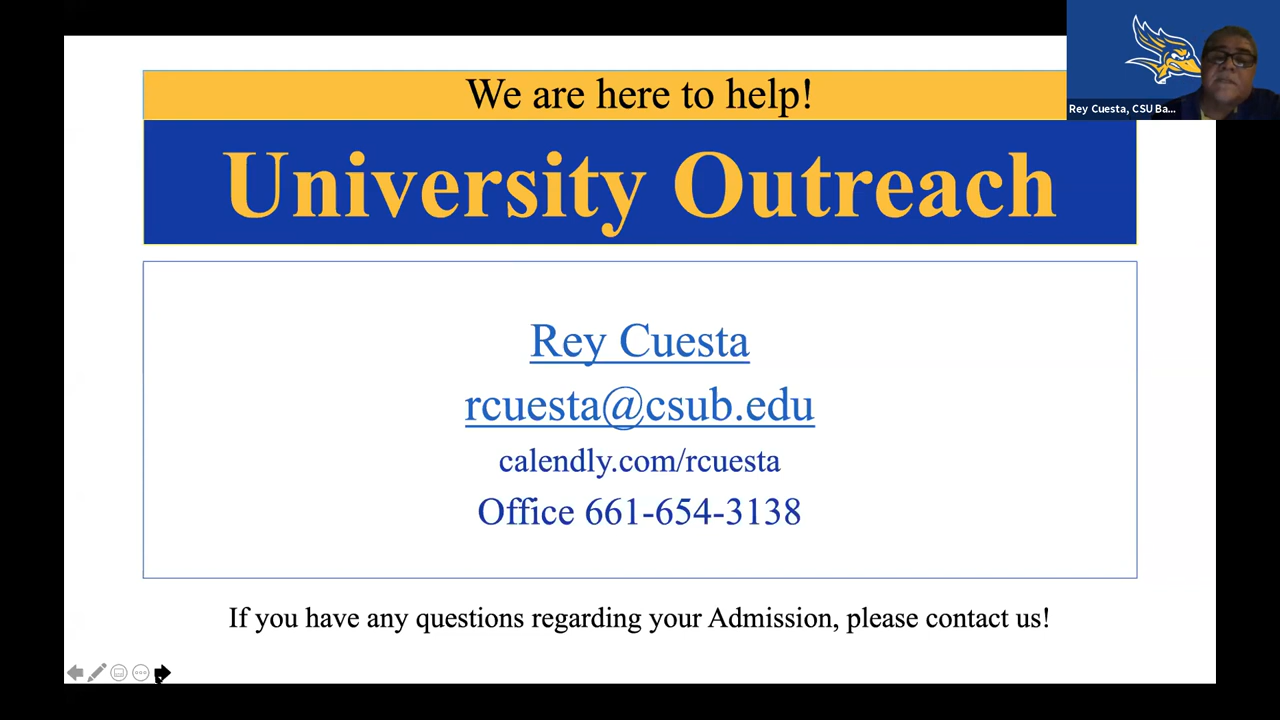 We are here to help!
University Outreach
Rey Cuesta
rcuesta@csub.edu
calendly.com/rcuesta
Office 661-654-3138
If you have any questions regarding your Admission, please contact us!
Rey Cuesta, CSU Ba...